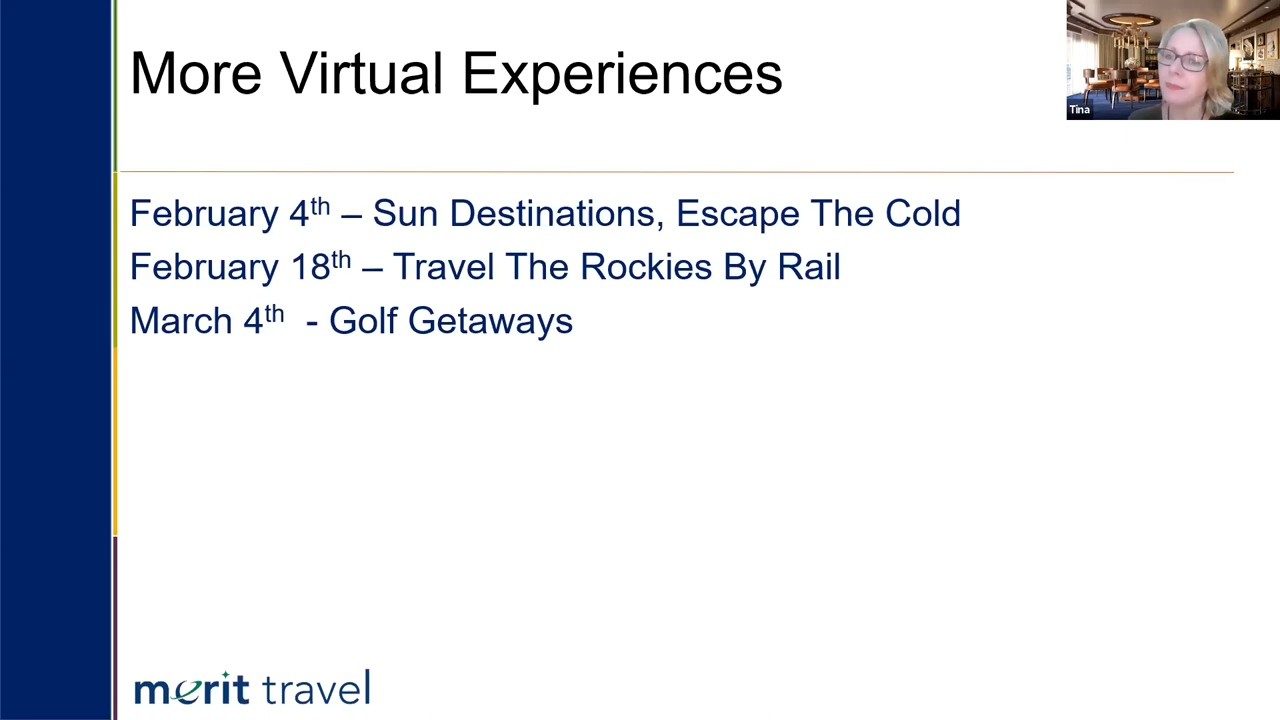 More Virtual Experiences
Tina
February 4th – Sun Destinations, Escape The Cold
February 18th – Travel The Rockies By Rail
March 4th - Golf Getaways
merit travel